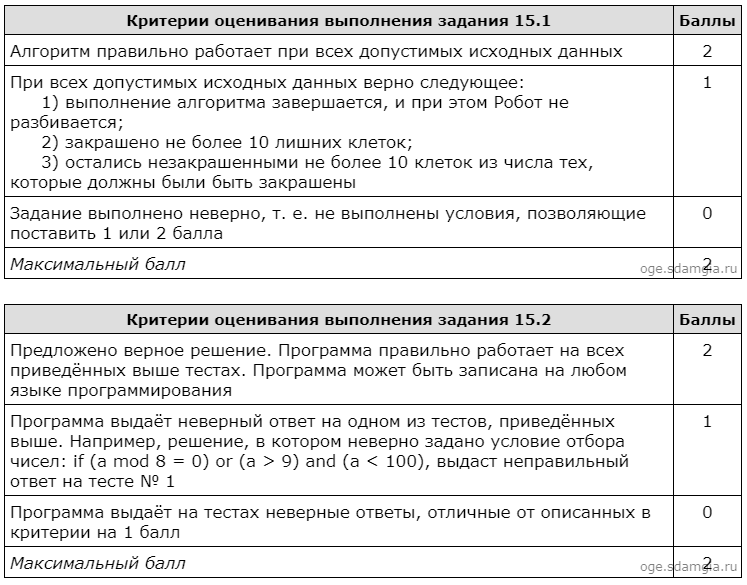 Критерии оценивания выполнения задания 15.1 Баллы
Алгоритм правильно работает при всех допустимых исходных данных 2
При всех допустимых исходных данных верно следующее: 1
1) выполнение алгоритма завершается, и при этом Робот не
разбивается;
2) закрашено не более 10 лишних клеток;
3) остались незакрашенными не более 10 клеток из числа тех,
которые должны были быть закрашены
Задание выполнено неверно, т. е. не выполнены условия, позволяющие 0
поставить 1 или 2 балла
Максимальный балл 2
oge.sdamgia.ru
Критерии оценивания выполнения задания 15.2 Баллы
Предложено верное решение. Программа правильно работает на всех 2
приведённых выше тестах. Программа может быть записана на любом
языке программирования
Программа выдаёт неверный ответ на одном из тестов, приведённых 1
выше. Например, решение, в котором неверно задано условие отбора
чисел: if (a mod 8 = 0) or (a > 9) and (a < 100), выдаст неправильный
ответ на тесте № 1
Программа выдаёт на тестах неверные ответы, отличные от описанных в 0
критерии на 1 балл
Максимальный балл 2
oge.sdamgia.ru